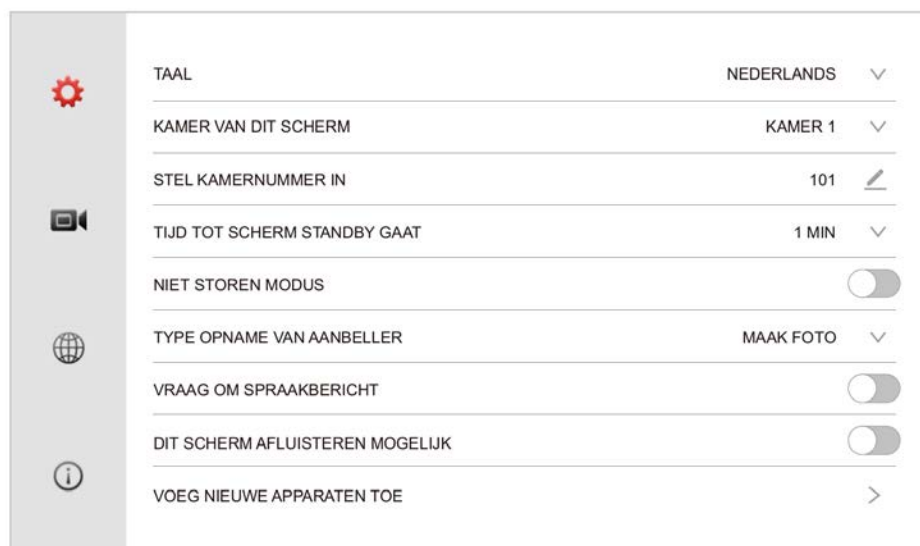 TAAL NEDERLANDS
KAMER VAN DIT SCHERM KAMER 1
STEL KAMERNUMMER IN 101
TIJD TOT SCHERM STANDBY GAAT 1 MIN
NIET STOREN MODUS
TYPE OPNAME VAN AANBELLER MAAK FOTO
VRAAG OM SPRAAKBERICHT
DIT SCHERM AFLUISTEREN MOGELIJK
VOEG NIEUWE APPARATEN TOE